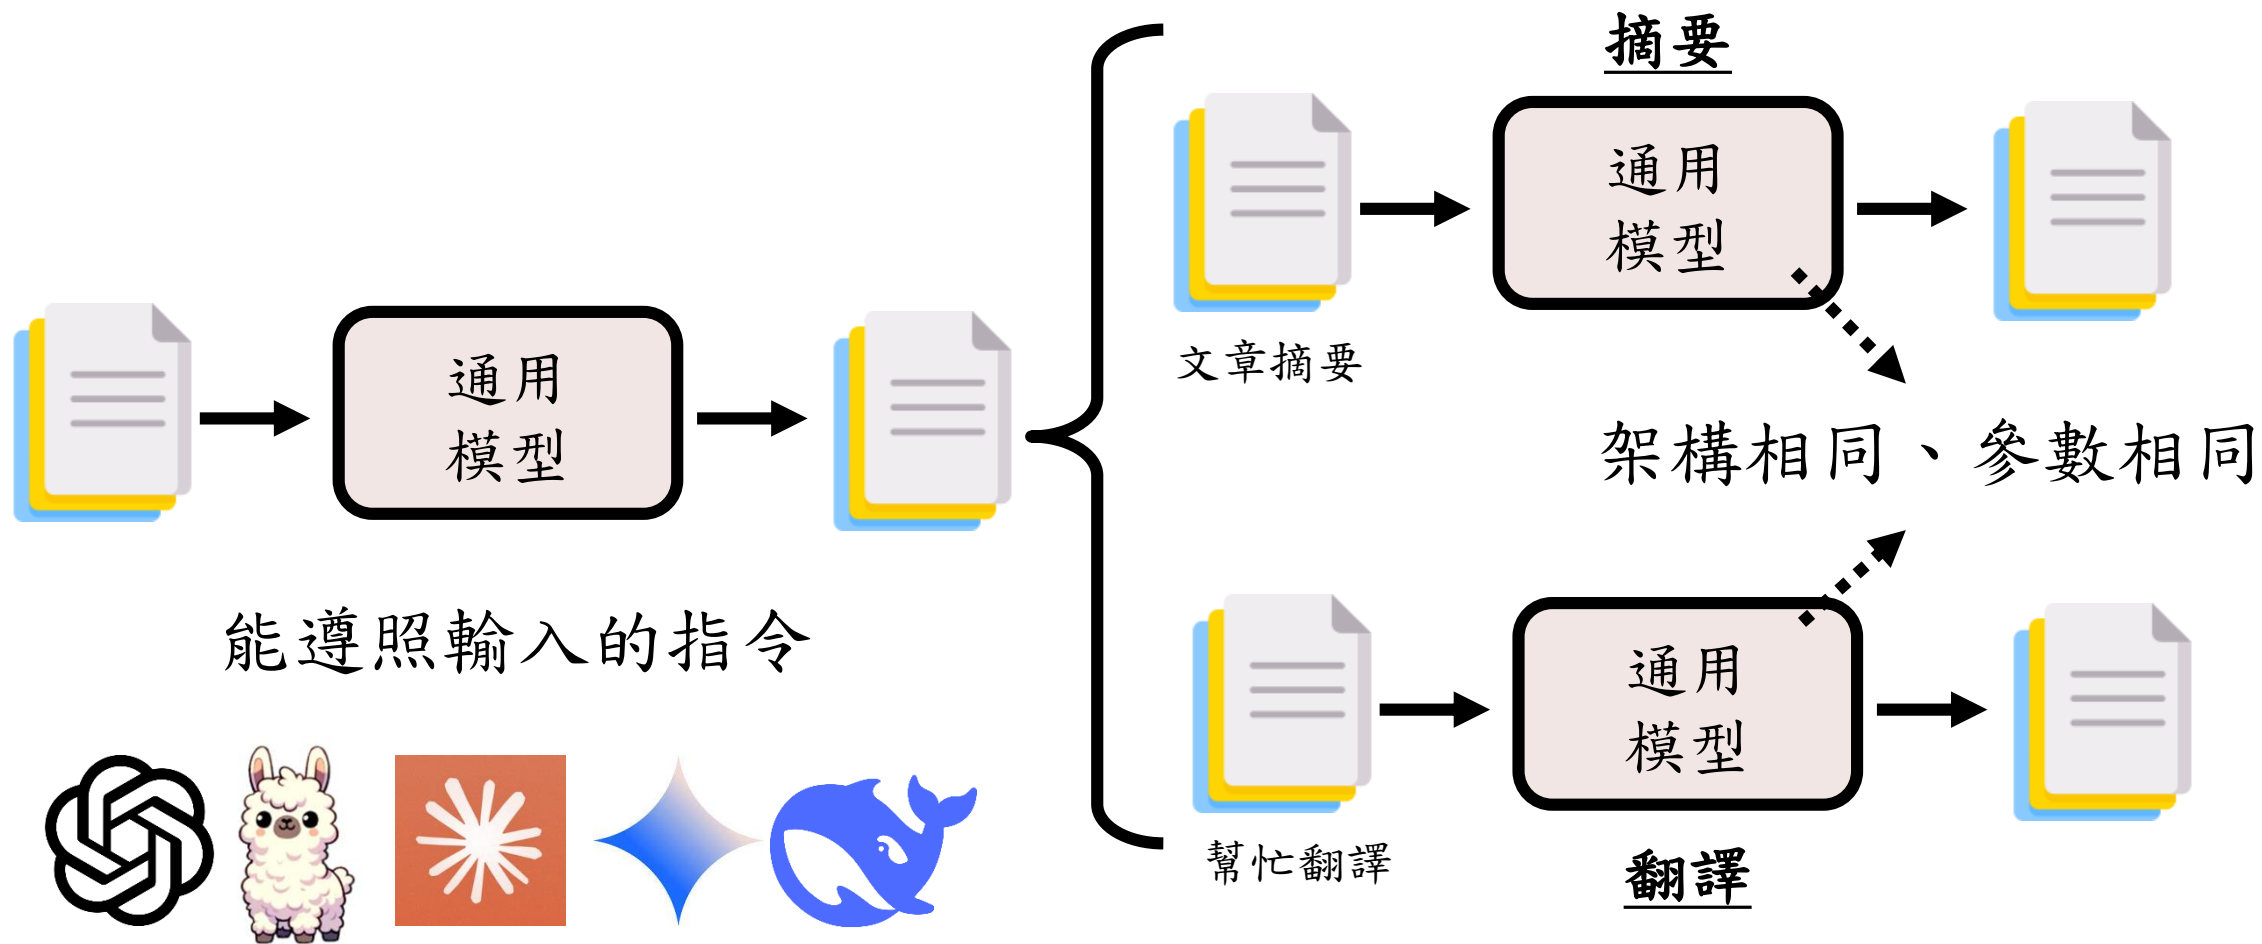 通用
模型
能遵照輸入的指令
摘要
通用
模型
文章摘要
架構相同、參數相同
通用
模型
幫忙翻譯
翻譯